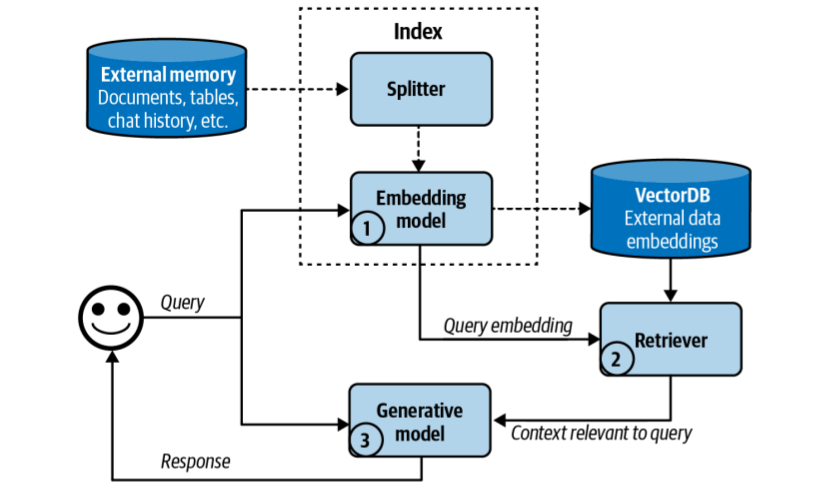 Index
External memory
Documents, tables,
chat history, etc.
Splitter
Embedding
model
1
VectorDB
External data
embeddings
Query
Query embedding
Retriever
2
Generative
model
3
Context relevant to query
Response